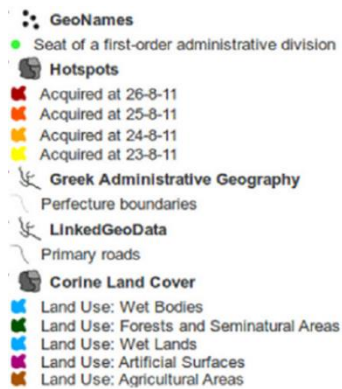 GeoNames
Seat of a first-order administrative division
Hotspots
Acquired at 26-8-11
Acquired at 25-8-11
Acquired at 24-8-11
Acquired at 23-8-11
Greek Administrative Geography
Perfecture boundaries
LinkedGeoData
Primary roads
Corine Land Cover
Land Use: Wet Bodies
Land Use: Forests and Seminatural Areas
Land Use: Wet Lands
Land Use: Artificial Surfaces
Land Use: Agricultural Areas